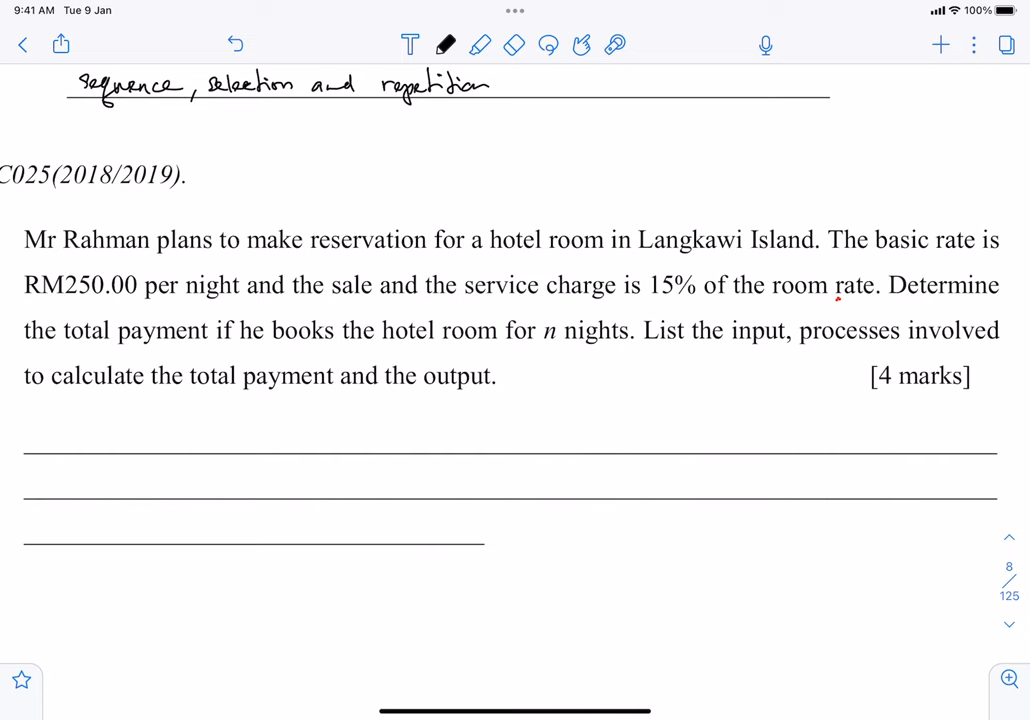 9:41 AM Tue 9 Jan
100%
sequence, selection and repetition
C025(2018/2019).
Mr Rahman plans to make reservation for a hotel room in Langkawi Island. The basic rate is
RM250.00 per night and the sale and the service charge is 15% of the room rate. Determine
the total payment if he books the hotel room for n nights. List the input, processes involved
to calculate the total payment and the output. [4 marks]
8
125